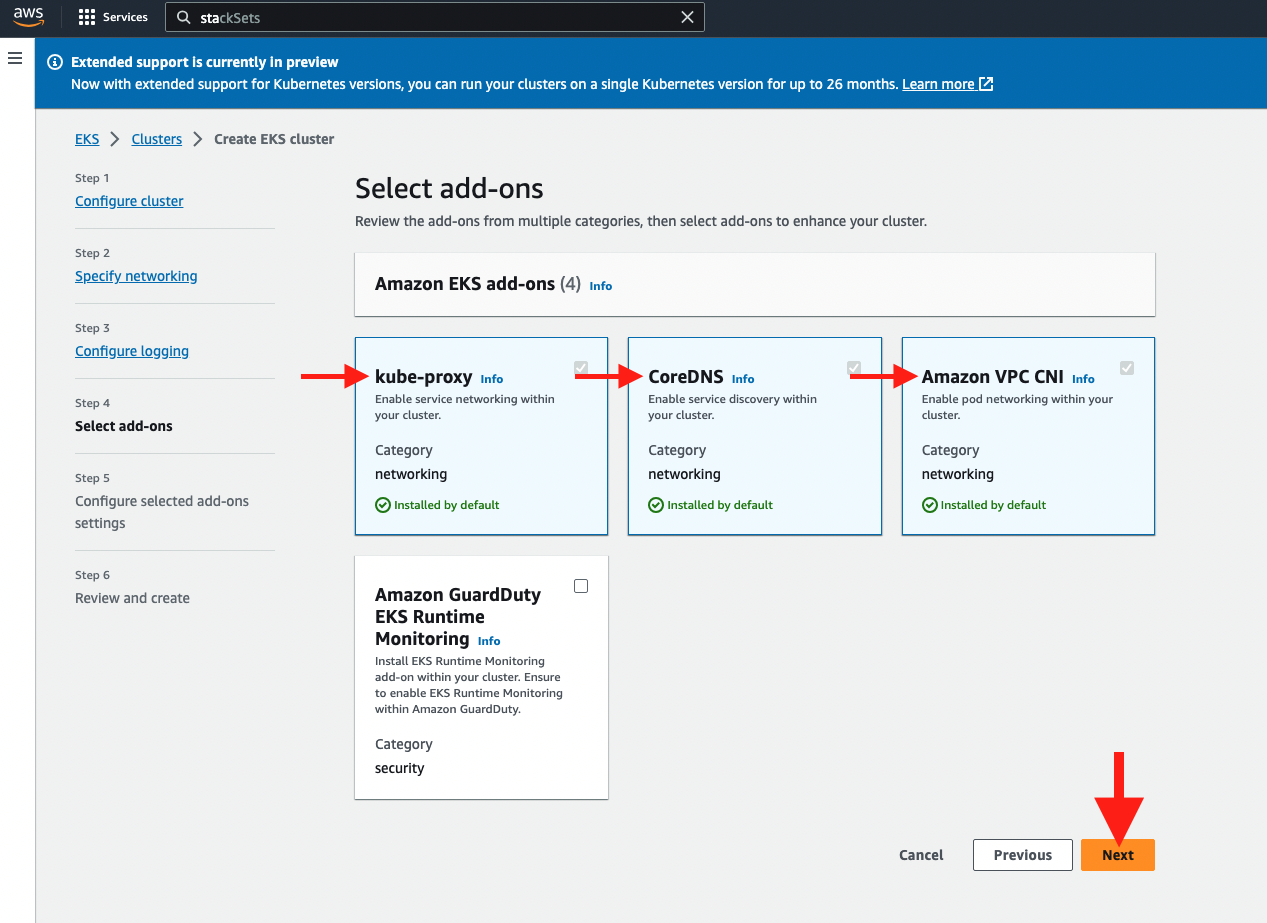 aws
Services
stackSets
Extended support is currently in preview
Now with extended support for Kubernetes versions, you can run your clusters on a single Kubernetes version for up to 26 months. Learn more
EKS Clusters Create EKS cluster
Step 1
Configure cluster
Step 2
Specify networking
Step 3
Configure logging
Step 4
Select add-ons
Step 5
Configure selected add-ons
settings
Step 6
Review and create
Select add-ons
Review the add-ons from multiple categories, then select add-ons to enhance your cluster.
Amazon EKS add-ons (4) Info
kube-proxy Info
Enable service networking within
your cluster.
Category
networking
Installed by default
CoreDNS Info
Enable service discovery within
your cluster.
Category
networking
Installed by default
Amazon VPC CNI Info
Enable pod networking within your
cluster.
Category
networking
Installed by default
Amazon GuardDuty
EKS Runtime
Monitoring Info
Install EKS Runtime Monitoring
add-on within your cluster. Ensure
to enable EKS Runtime Monitoring
within Amazon GuardDuty.
Category
security
Cancel
Previous
Next